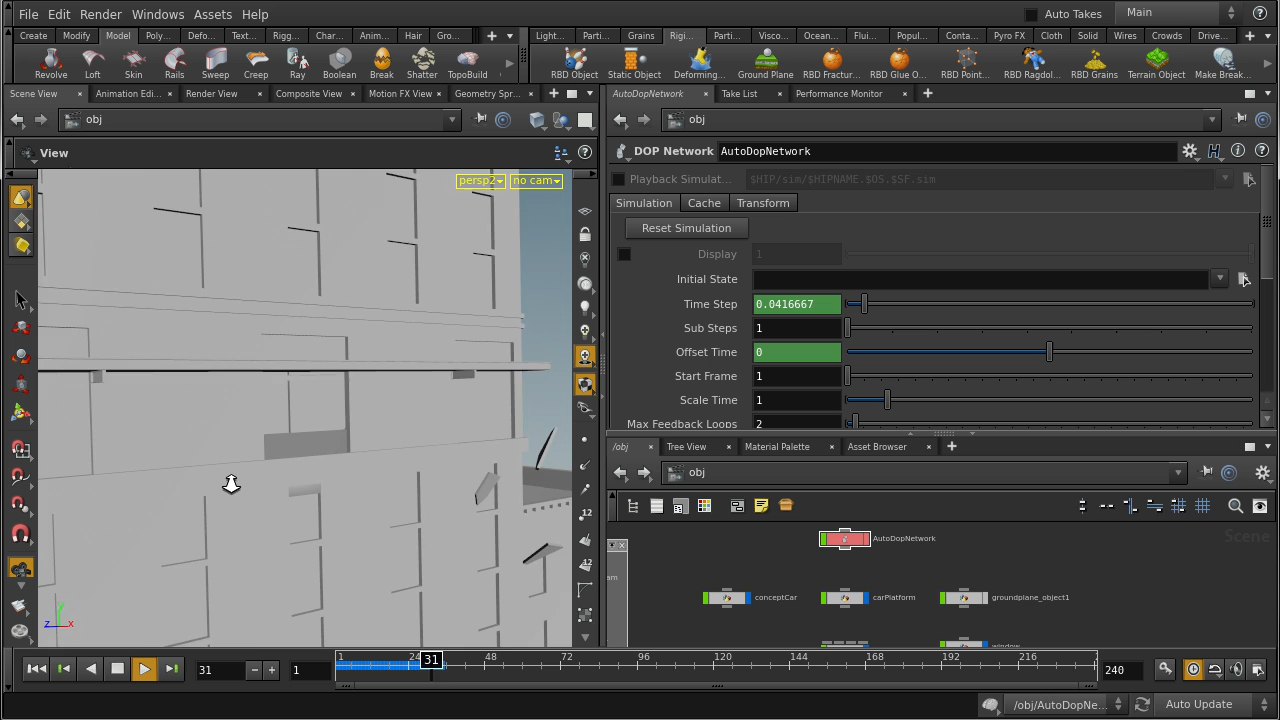 File Edit Render Windows Assets Help
Auto Takes Main
Create Modify Model Poly... Defo... Text... Rigg... Char... Anim... Hair Gro...
Light... Parti... Grains Rigi... Parti... Visco... Ocean... Flui... Popul... Conta... Pyro FX Cloth Solid Wires Crowds Drive...
Revolve Loft Skin Rails Sweep Creep Ray Boolean Break Shatter TopoBuild
RBD Object Static Object Deforming... Ground Plane RBD Fractur... RBD Glue O... RBD Point... RBD Ragdol... RBD Grains Terrain Object Make Break...
Scene View Animation Edi... Render View Composite View Motion FX View Geometry Spr...
AutoDopNetwork Take List Performance Monitor
obj
obj
View
DOP Network AutoDopNetwork
persp2 no cam
Playback Simulat... $HIP/sim/$HIPNAME.$OS.$SF.sim
Simulation Cache Transform
Reset Simulation
Display 1
Initial State
Time Step 0.0416667
Sub Steps 1
Offset Time 0
Start Frame 1
Scale Time 1
Max Feedback Loops 2
/obj Tree View Material Palette Asset Browser
obj
Scene
AutoDopNetwork
am
conceptCar carPlatform groundplane_object1
window
12
12
y
z x
31 1
1 24 31 48 72 96 120 144 168 192 216 2
240
/obj/AutoDopNe... Auto Update